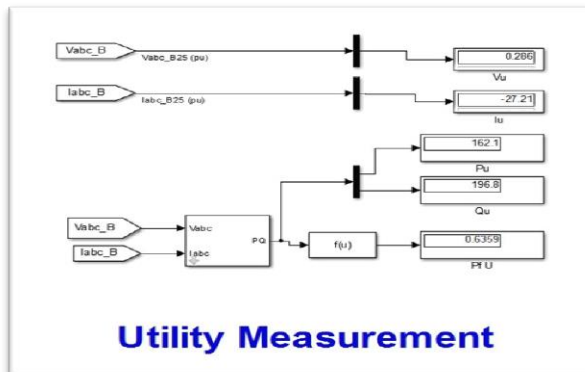 Vabc_B
Vabc_B25 (pu)
0.286
Vu
Iabc_B
Iabc_B25 (pu)
-27.21
Iu
162.1
Pu
196.8
Qu
Vabc_B
Vabc
Iabc_B
Iabc
PQ
f(u)
0.6359
Pf U
Utility Measurement